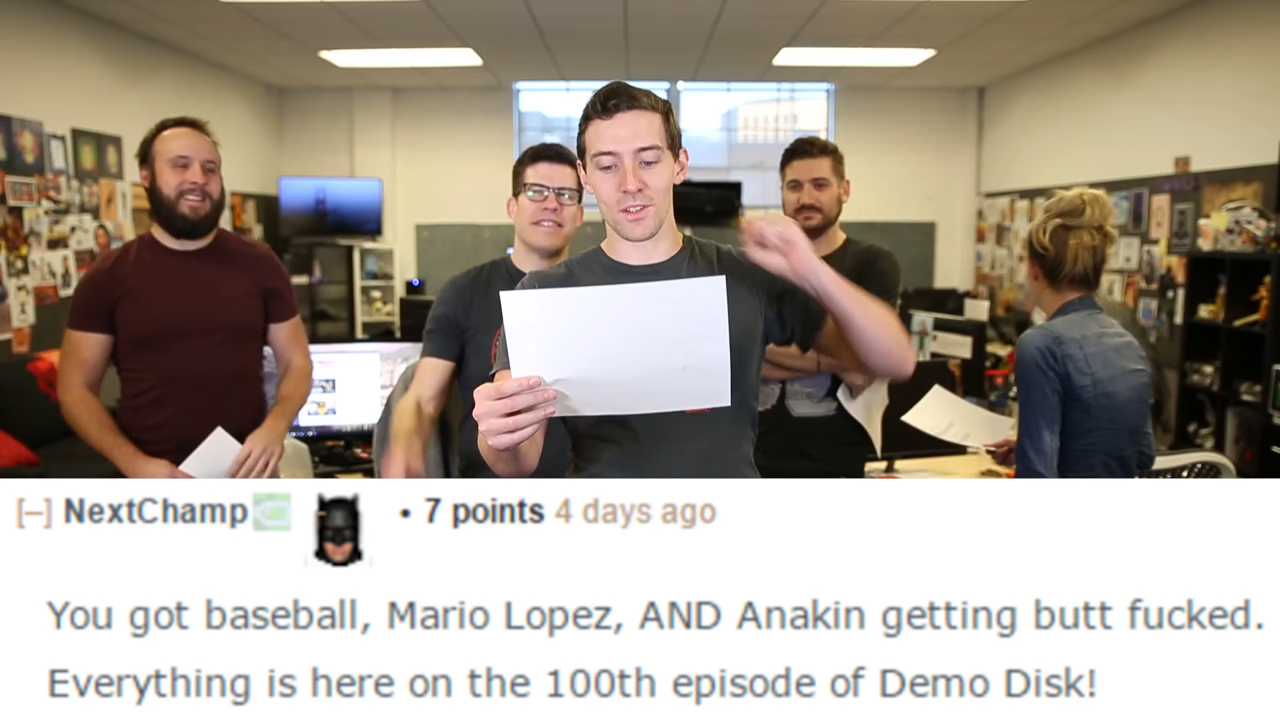 [–] NextChamp • 7 points 4 days ago
You got baseball, Mario Lopez, AND Anakin getting butt fucked.
Everything is here on the 100th episode of Demo Disk!